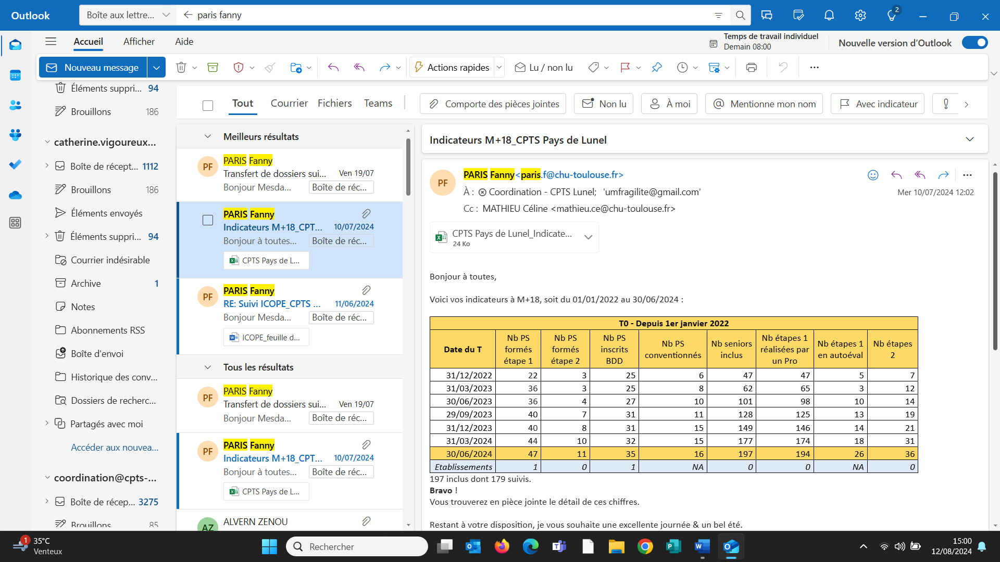 Outlook
Boîte aux lettre...
paris fanny
2
Accueil
Afficher
Aide
Temps de travail individuel
Demain 08:00
Nouvelle version d’Outlook
Nouveau message
Actions rapides
Lu / non lu
Éléments suppri... 94
Brouillons 186
catherine.vigoureux...
Boîte de récept... 1112
Brouillons 186
Éléments envoyés
Éléments suppri... 94
Courrier indésirable
Archive 1
Notes
Abonnements RSS
Boîte d'envoi
Historique des conv...
Dossiers de recherc...
Partagés avec moi
Accéder aux nouvea...
coordination@cpts-...
Boîte de récep... 3275
Brouillons 85
Tout
Courrier
Fichiers
Teams
Comporte des pièces jointes
Non lu
À moi
Mentionne mon nom
Avec indicateur
Meilleurs résultats
PF
PARIS Fanny
Transfert de dossiers sui... Ven 19/07
Bonjour Mesda... Boîte de réc...
PARIS Fanny
Indicateurs M+18_CPT... 10/07/2024
Bonjour à toutes... Boîte de réc...
CPTS Pays de L...
PF
PARIS Fanny
RE: Suivi ICOPE_CPTS ... 11/06/2024
Bonjour Mesda... Boîte de réc...
ICOPE_feuille d...
Tous les résultats
PF
PARIS Fanny
Transfert de dossiers sui... Ven 19/07
Bonjour Mesda... Boîte de réc...
PF
PARIS Fanny
Indicateurs M+18_CPT... 10/07/2024
Bonjour à toutes... Boîte de réc...
CPTS Pays de L...
AZ
ALVERN ZENOU
Indicateurs M+18_CPTS Pays de Lunel
PF
PARIS Fanny<paris.f@chu-toulouse.fr>
À : Coordination - CPTS Lunel; 'umfragilite@gmail.com'
Mer 10/07/2024 12:02
Cc : MATHIEU Céline <mathieu.ce@chu-toulouse.fr>
CPTS Pays de Lunel_Indicate...
24 Ko
Bonjour à toutes,
Voici vos indicateurs à M+18, soit du 01/01/2022 au 30/06/2024 :
T0 - Depuis 1er janvier 2022
Date du T | Nb PS formés étape 1 | Nb PS formés étape 2 | Nb PS inscrits BDD | Nb PS conventionnés | Nb seniors inclus | Nb étapes 1 réalisées par un Pro | Nb étapes 1 en autoéval | Nb étapes 2
31/12/2022 22 3 25 6 47 47 5 7
31/03/2023 36 3 25 8 62 65 3 12
30/06/2023 36 4 27 10 101 98 10 14
29/09/2023 40 7 31 11 128 125 13 19
31/12/2023 40 8 31 15 149 146 14 21
31/03/2024 44 10 32 15 177 174 18 31
30/06/2024 47 11 35 16 197 194 26 36
Etablissements 1 0 1 NA 0 0 NA 0
197 inclus dont 179 suivis.
Bravo !
Vous trouverez en pièce jointe le détail de ces chiffres.
Restant à votre disposition, je vous souhaite une excellente journée & un bel été.
1
35°C
Venteux
Rechercher
15:00
12/08/2024